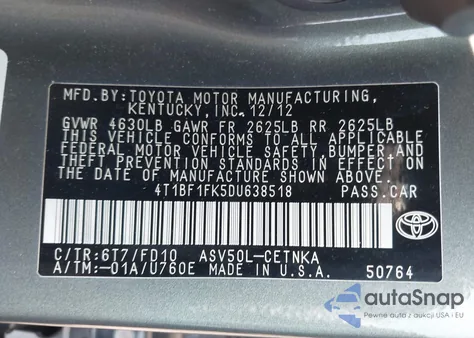 MFD.BY: TOYOTA MOTOR MANUFACTURING,
KENTUCKY, INC. 12/12
GVWR 4630LB GAWR FR 2625LB RR 2625LB
THIS VEHICLE CONFORMS TO ALL APPLICABLE
FEDERAL MOTOR VEHICLE SAFETY, BUMPER, AND
THEFT PREVENTION STANDARDS IN EFFECT ON
THE DATE OF MANUFACTURE SHOWN ABOVE.
4T1BF1FK5DU638518 PASS.CAR
C/TR:6T7/FD10 ASV50L-CETNKA
A/TM:-01A/U760E MADE IN U.S.A. 50764
TOYOTA
autoSnap
Pewne auto z USA i EU